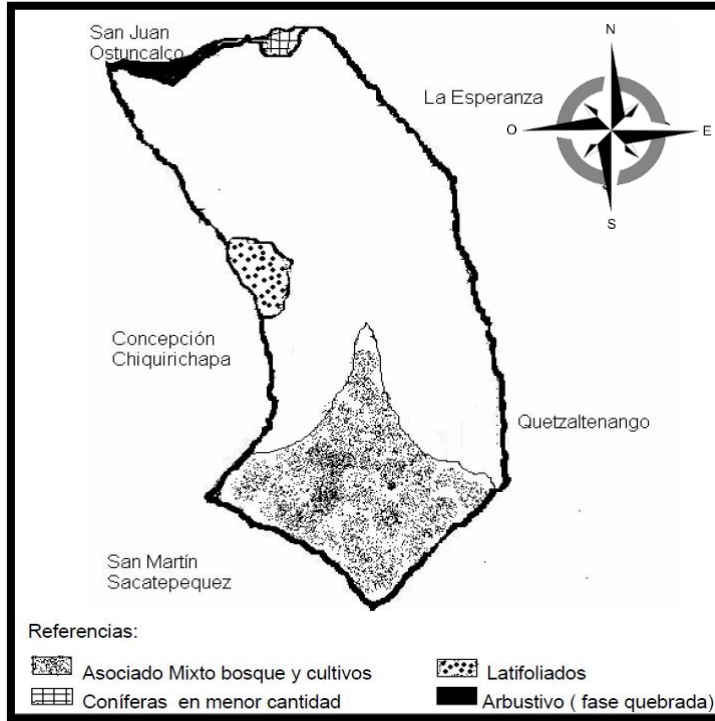 San Juan
Ostuncalco
N
La Esperanza
O
E
S
Concepción
Chiquirichapa
Quetzaltenango
San Martín
Sacatepequez
Referencias:
Asociado Mixto bosque y cultivos
Latifoliados
Coníferas en menor cantidad
Arbustivo ( fase quebrada)